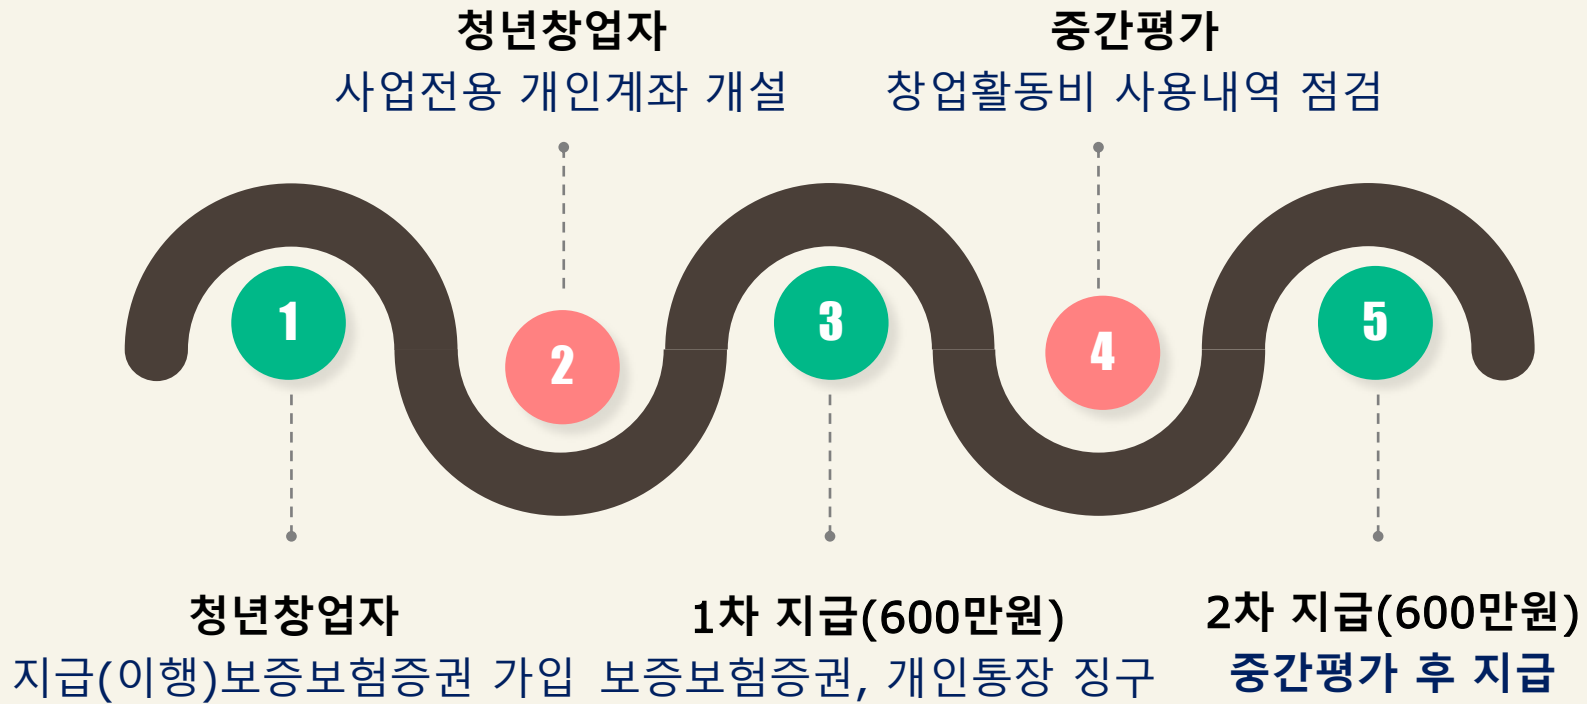 청년창업자
사업전용 개인계좌 개설
중간평가
창업활동비 사용내역 점검
1
2
3
4
5
청년창업자
지급(이행)보증보험증권 가입
1차 지급(600만원)
보증보험증권, 개인통장 징구
2차 지급(600만원)
중간평가 후 지급